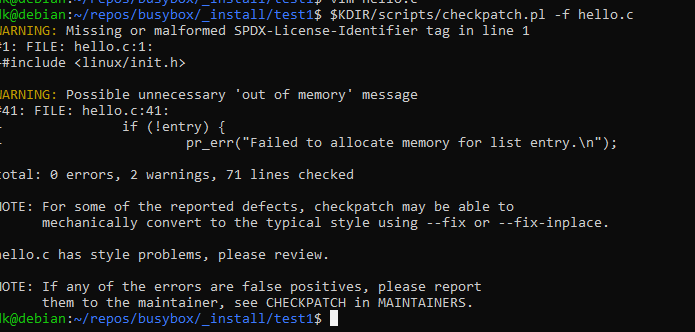 dk@debian:~/repos/busybox/_install/test1$ vim hello.c
dk@debian:~/repos/busybox/_install/test1$ $KDIR/scripts/checkpatch.pl -f hello.c
WARNING: Missing or malformed SPDX-License-Identifier tag in line 1
#1: FILE: hello.c:1:
+#include <linux/init.h>
WARNING: Possible unnecessary 'out of memory' message
#41: FILE: hello.c:41:
+ if (!entry) {
+ pr_err("Failed to allocate memory for list entry.\n");
total: 0 errors, 2 warnings, 71 lines checked
NOTE: For some of the reported defects, checkpatch may be able to
mechanically convert to the typical style using --fix or --fix-inplace.
hello.c has style problems, please review.
NOTE: If any of the errors are false positives, please report
them to the maintainer, see CHECKPATCH in MAINTAINERS.
dk@debian:~/repos/busybox/_install/test1$